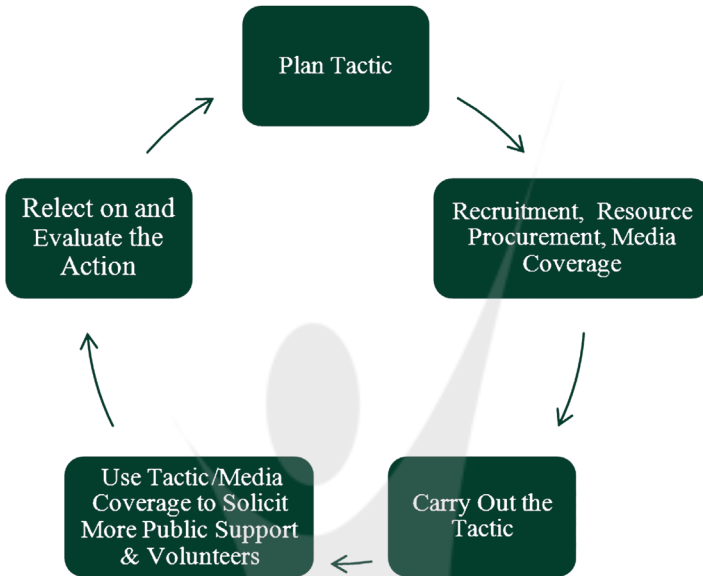 Plan Tactic
Recruitment, Resource
Procurement, Media
Coverage
Carry Out the
Tactic
Use Tactic/Media
Coverage to Solicit
More Public Support
& Volunteers
Relect on and
Evaluate the
Action